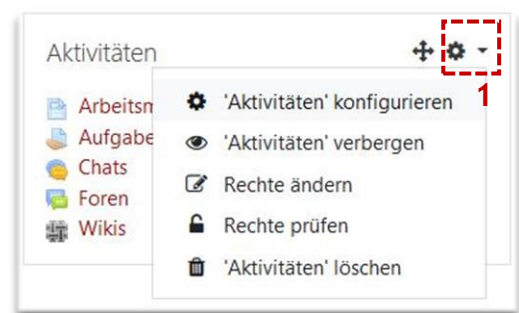 Aktivitäten
1
'Aktivitäten' konfigurieren
'Aktivitäten' verbergen
Rechte ändern
Rechte prüfen
'Aktivitäten' löschen
Chats
Foren
Wikis